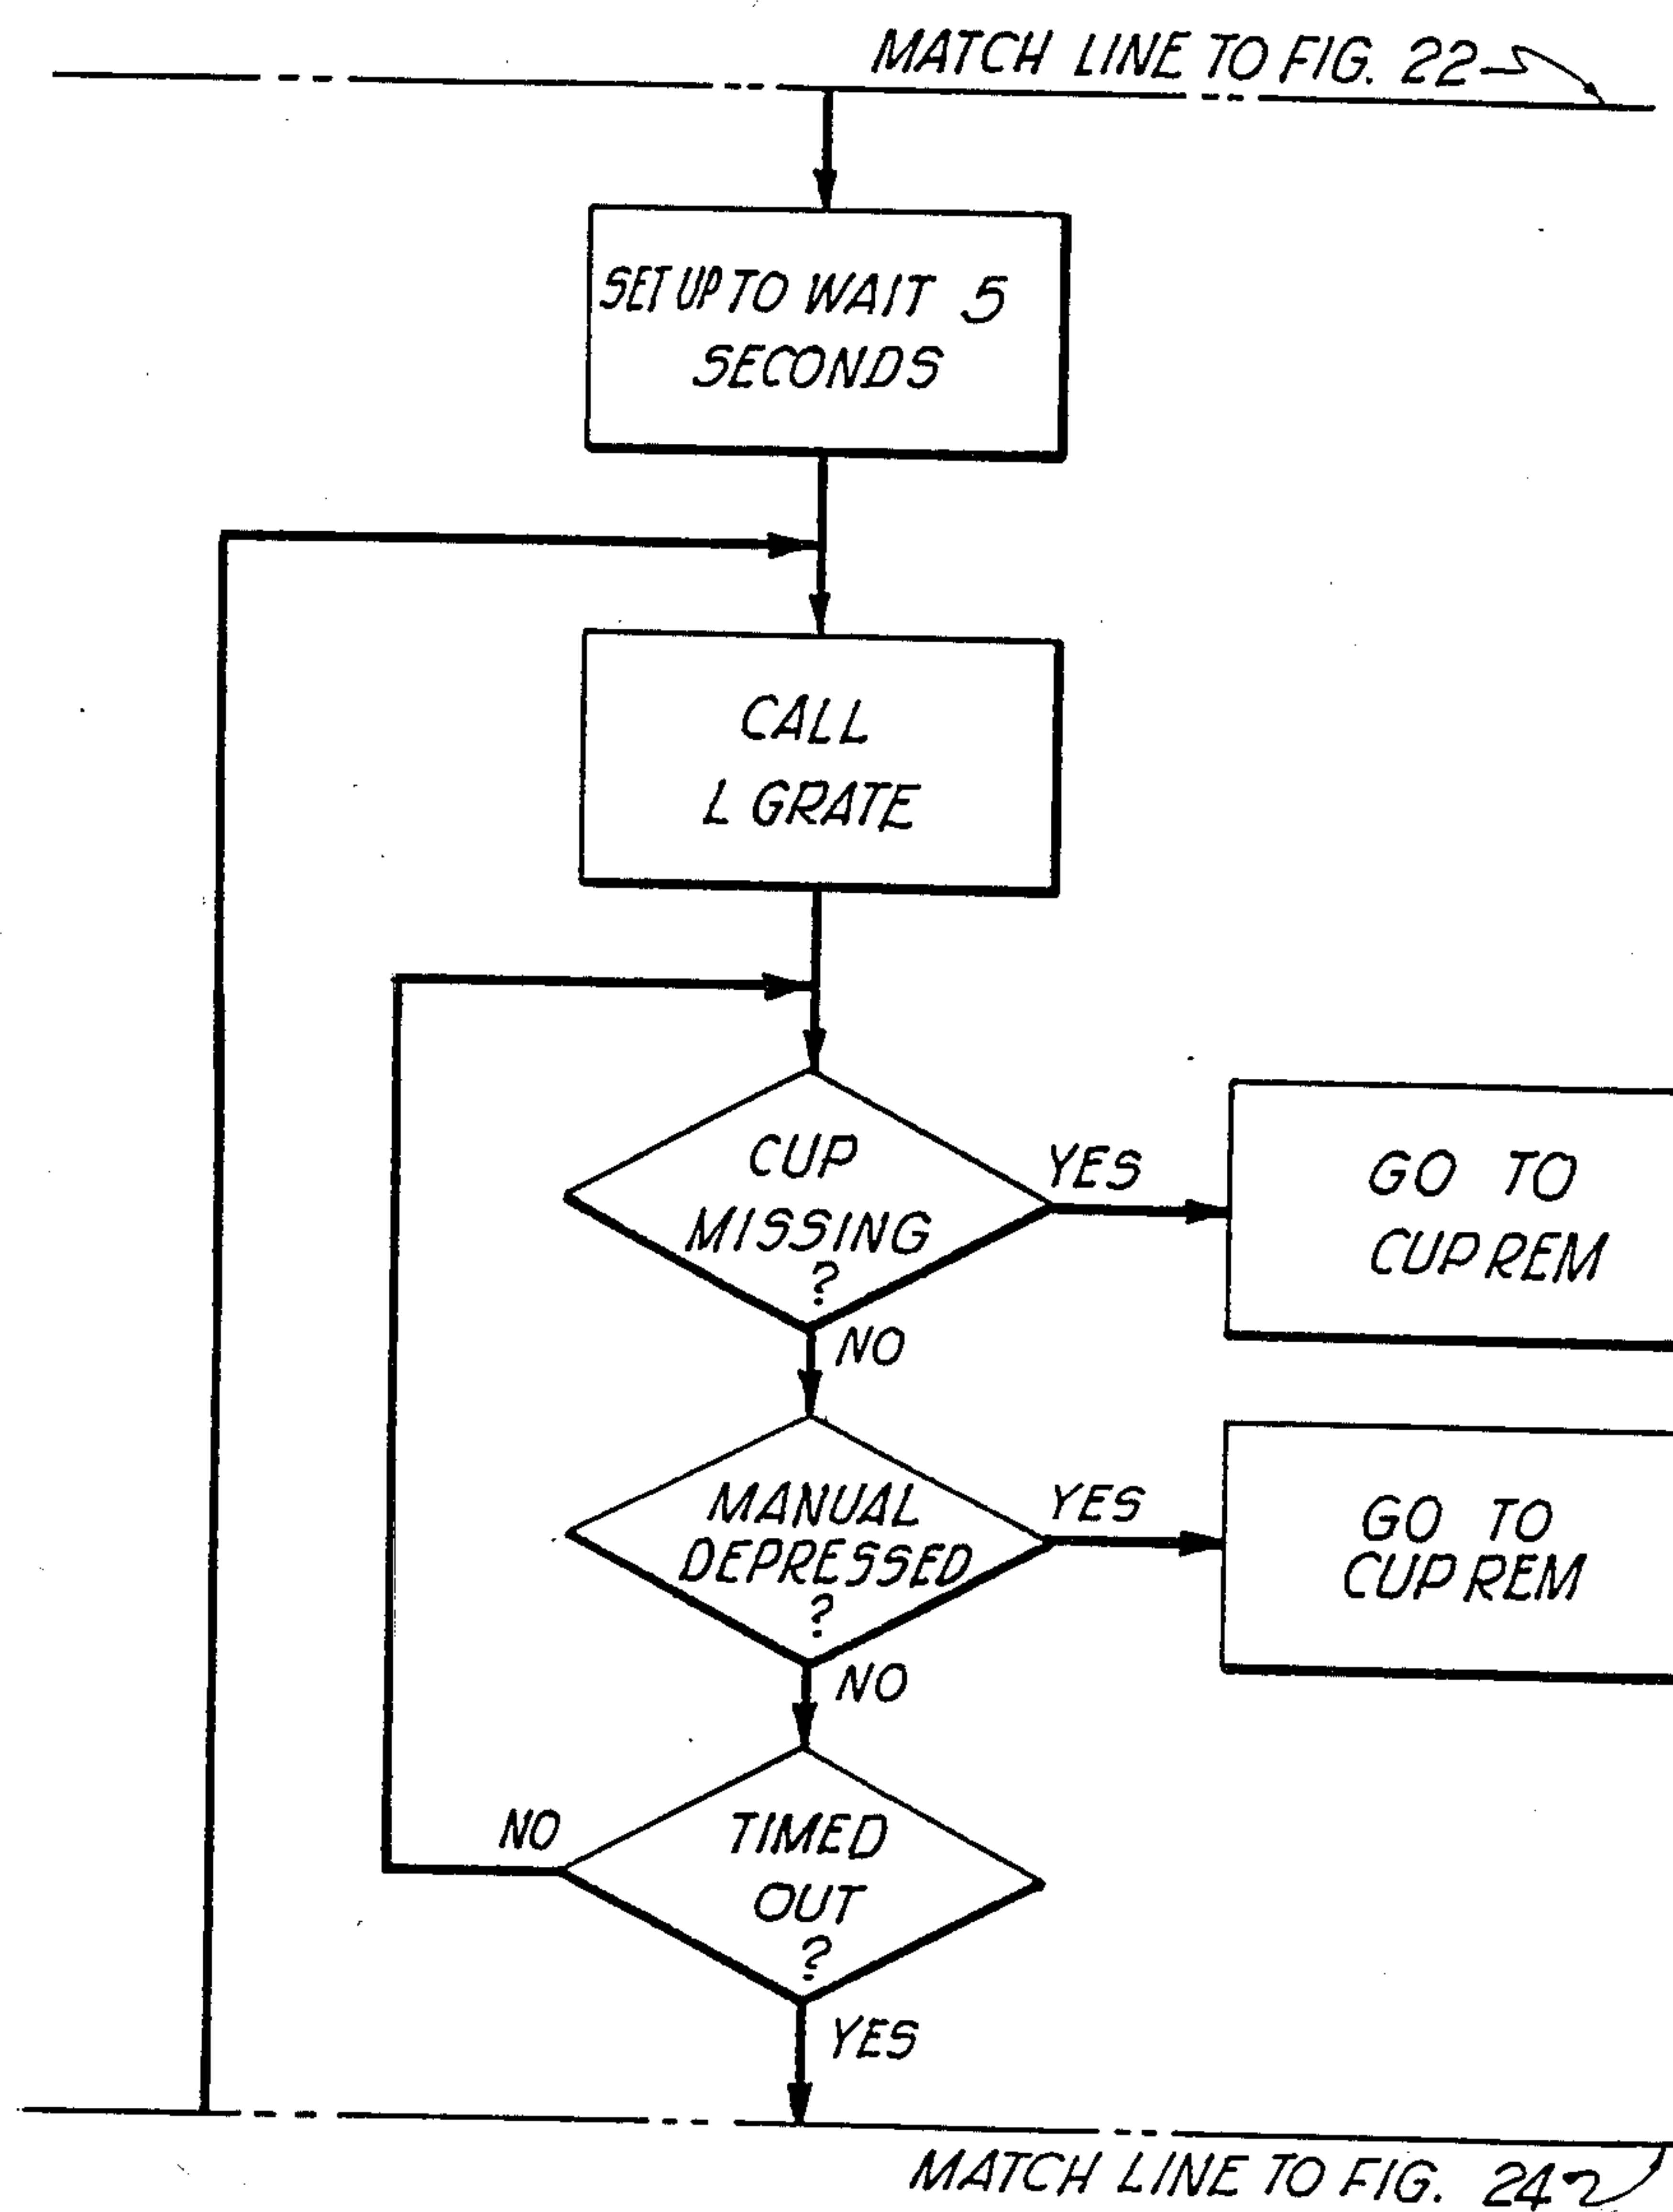 MATCH LINE TO FIG. 22
SET UP TO WAIT 5
SECONDS
CALL
L GRATE
CUP
MISSING
?
YES
GO TO
CUP REM
NO
MANUAL
DEPRESSED
?
YES
GO TO
CUP REM
NO
TIMED
OUT
?
NO
YES
MATCH LINE TO FIG. 24